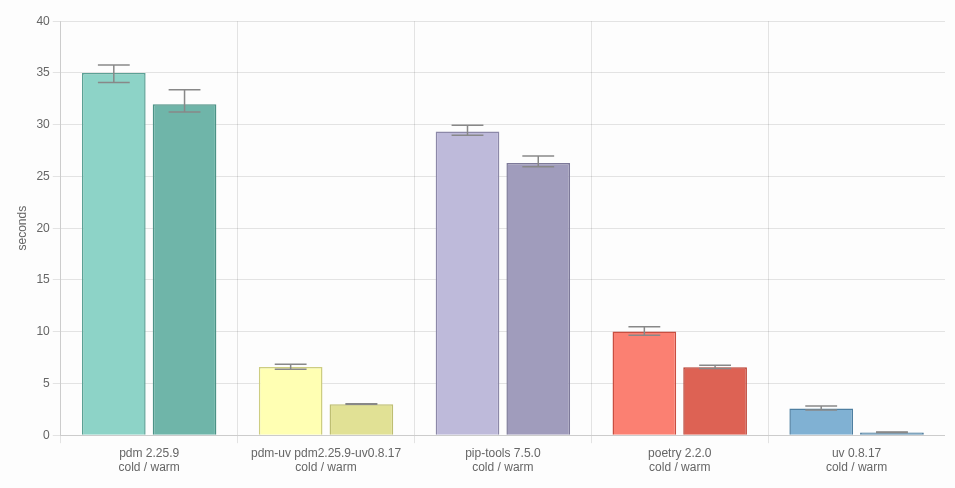 40
35
30
25
20
15
10
5
0
seconds
pdm 2.25.9
cold / warm
pdm-uv pdm2.25.9-uv0.8.17
cold / warm
pip-tools 7.5.0
cold / warm
poetry 2.2.0
cold / warm
uv 0.8.17
cold / warm